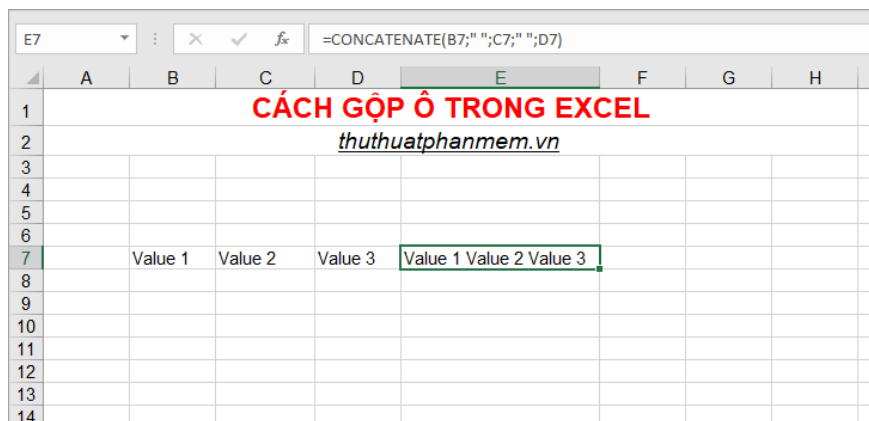 E7 fx =CONCATENATE(B7;" ";C7;" ";D7)
A B C D E F G H
1 CÁCH GỘP Ô TRONG EXCEL
2 thuthuatphanmem.vn
3
4
5
6
7 Value 1 Value 2 Value 3 Value 1 Value 2 Value 3
8
9
10
11
12
13
14